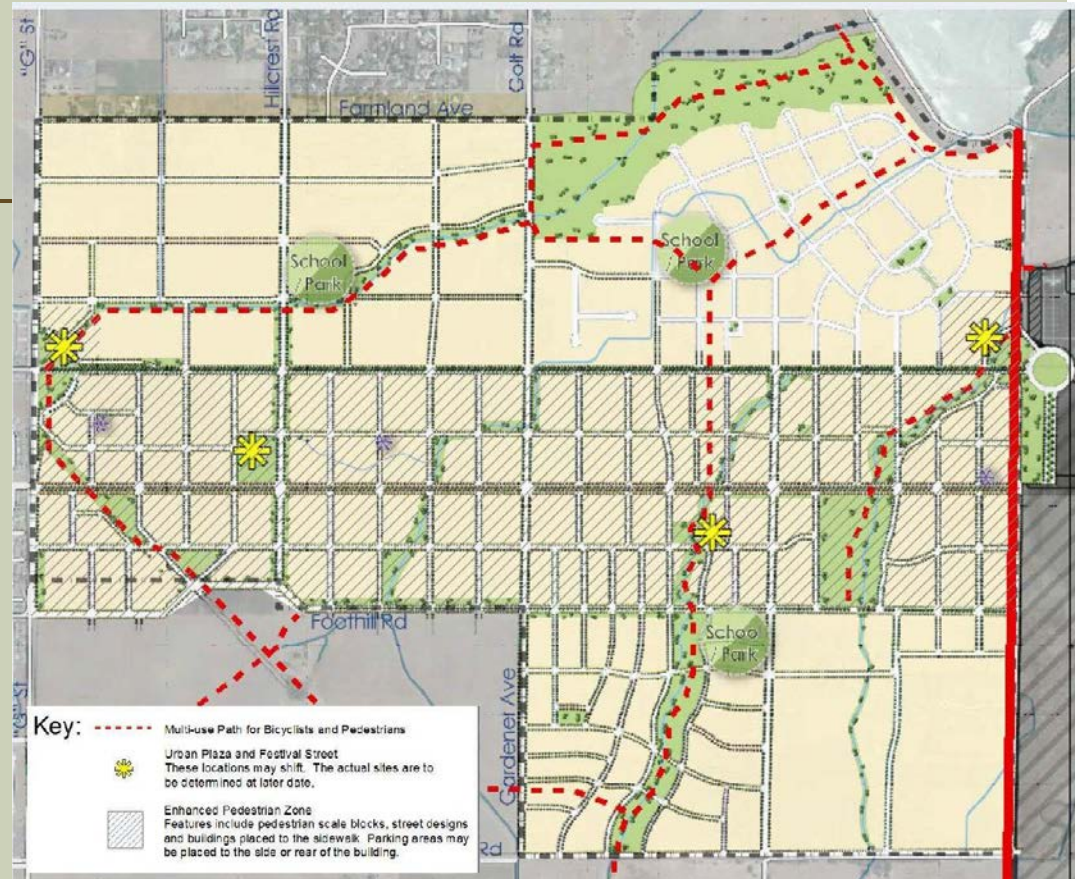 "G" St
Hillcrest Rd
Golf Rd
Farmland Ave
School
/ Park
School
/ Park
Foothill Rd
School
/ Park
"G" St
Gardenet Ave
Rd
Key:
Multi-use Path for Bicyclists and Pedestrians
Urban Plaza and Festival Street
These locations may shift. The actual sites are to
be determined at later date.
Enhanced Pedestrian Zone
Features include pedestrian scale blocks, street designs
and buildings placed to the sidewalk. Parking areas may
be placed to the side or rear of the building.